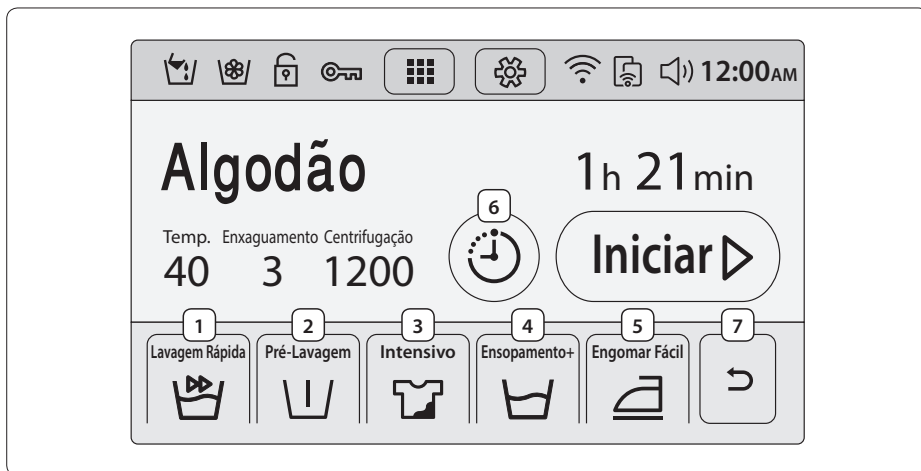 12:00AM
Algodão
1h 21min
6
Temp. Enxaguamento Centrifugação
40 3 1200
Iniciar
1 2 3 4 5 7
Lavagem Rápida Pré-Lavagem Intensivo Ensopamento+ Engomar Fácil